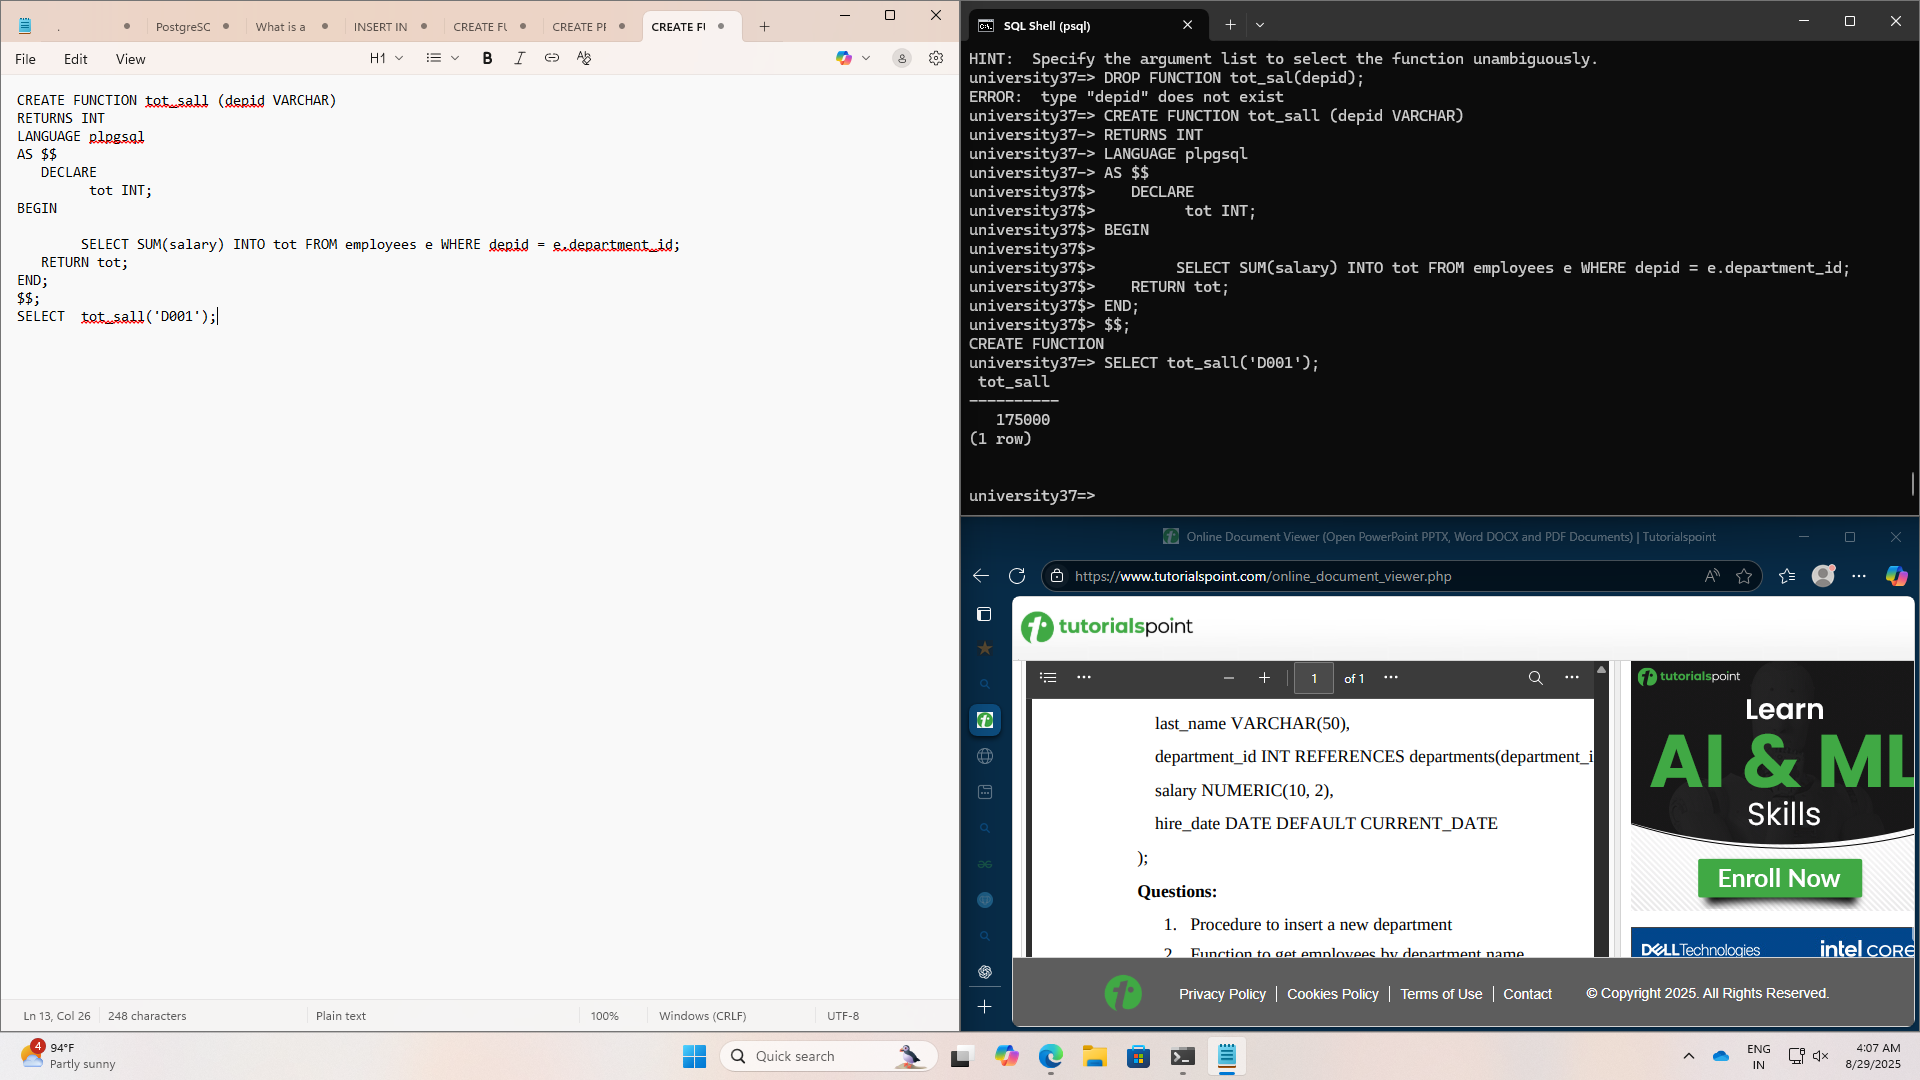 .
PostgreSC
What is a
INSERT IN
CREATE FU
CREATE PF
CREATE FU
File
Edit
View
H1
CREATE FUNCTION tot_sall (depid VARCHAR)
RETURNS INT
LANGUAGE plpgsql
AS $$
DECLARE
tot INT;
BEGIN
SELECT SUM(salary) INTO tot FROM employees e WHERE depid = e.department_id;
RETURN tot;
END;
$$;
SELECT  tot_sall('D001');
Ln 13, Col 26
248 characters
Plain text
100%
Windows (CRLF)
UTF-8
SQL Shell (psql)
HINT:  Specify the argument list to select the function unambiguously.
university37=> DROP FUNCTION tot_sal(depid);
ERROR:  type "depid" does not exist
university37=> CREATE FUNCTION tot_sall (depid VARCHAR)
university37-> RETURNS INT
university37-> LANGUAGE plpgsql
university37-> AS $$
university37$>    DECLARE
university37$>          tot INT;
university37$> BEGIN
university37$>
university37$>         SELECT SUM(salary) INTO tot FROM employees e WHERE depid = e.department_id;
university37$>    RETURN tot;
university37$> END;
university37$> $$;
CREATE FUNCTION
university37=> SELECT tot_sall('D001');
tot_sall
----------
175000
(1 row)
university37=>
Online Document Viewer (Open PowerPoint PPTX, Word DOCX and PDF Documents) | Tutorialspoint
https://www.tutorialspoint.com/online_document_viewer.php
tutorialspoint
1
of 1
last_name VARCHAR(50),
department_id INT REFERENCES departments(department_i
salary NUMERIC(10, 2),
hire_date DATE DEFAULT CURRENT_DATE
);
Questions:
1. Procedure to insert a new department
2. Function to get employees by department name
tutorialspoint
Learn
AI & ML
Skills
Enroll Now
DELLTechnologies
intel CORE
Privacy Policy
Cookies Policy
Terms of Use
Contact
© Copyright 2025. All Rights Reserved.
4
94°F
Partly sunny
Quick search
ENG
IN
4:07 AM
8/29/2025